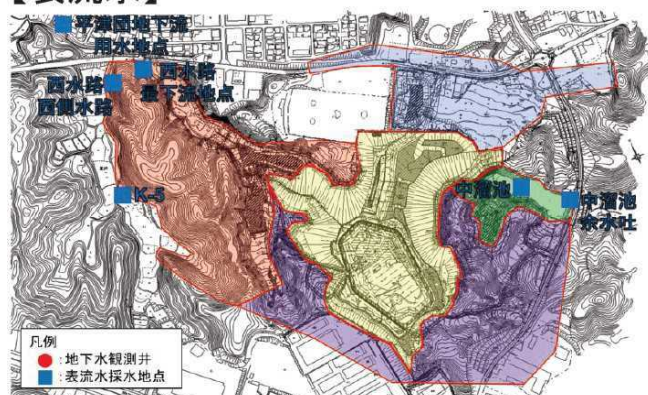 【表流水】
平津団地下流
用水地点
西水路
最下流地点
西水路
西側水路
K-5
中溜池
中溜池
余水吐
凡例
：地下水観測井
：表流水採水地点